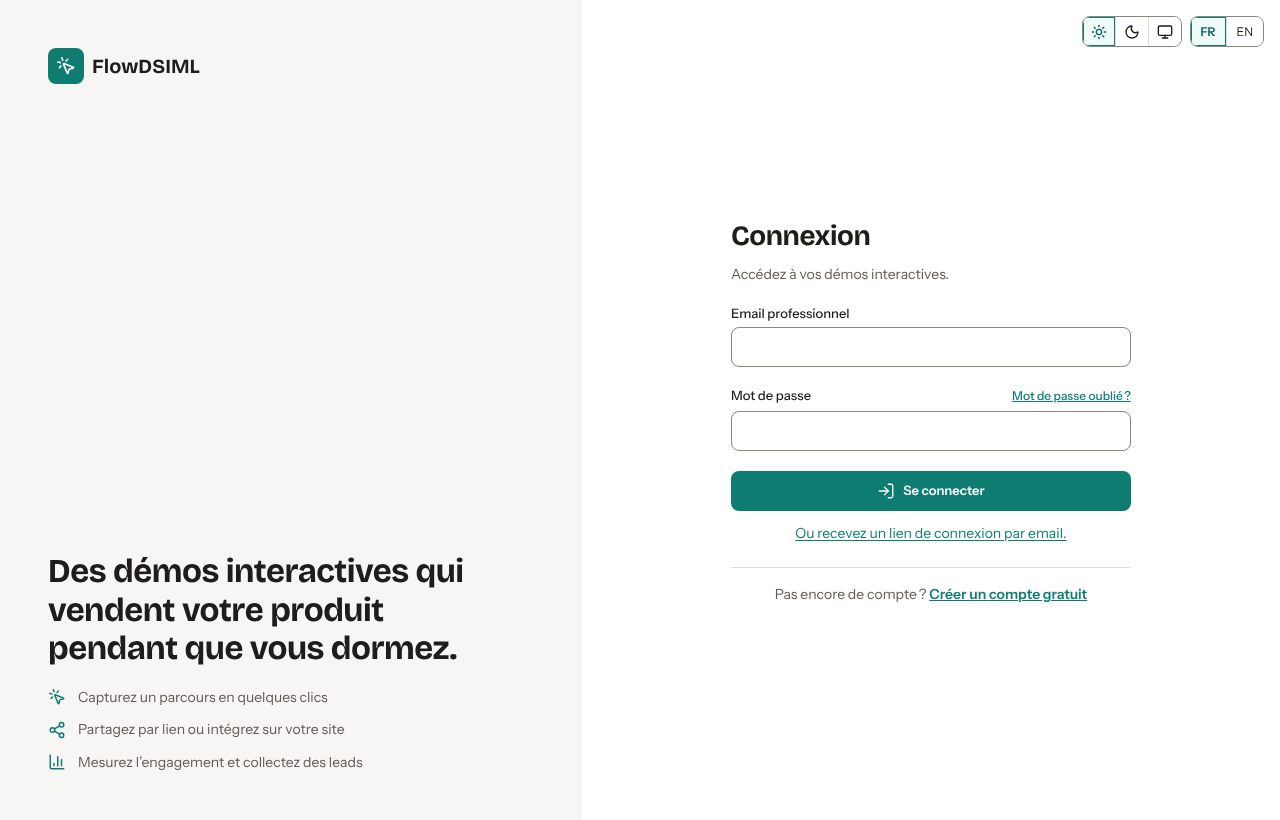 FlowDSIML
Des démos interactives qui
vendent votre produit
pendant que vous dormez.
Capturez un parcours en quelques clics
Partagez par lien ou intégrez sur votre site
Mesurez l’engagement et collectez des leads
FR EN
Connexion
Accédez à vos démos interactives.
Email professionnel
Mot de passe Mot de passe oublié ?
Se connecter
Ou recevez un lien de connexion par email.
Pas encore de compte ? Créer un compte gratuit